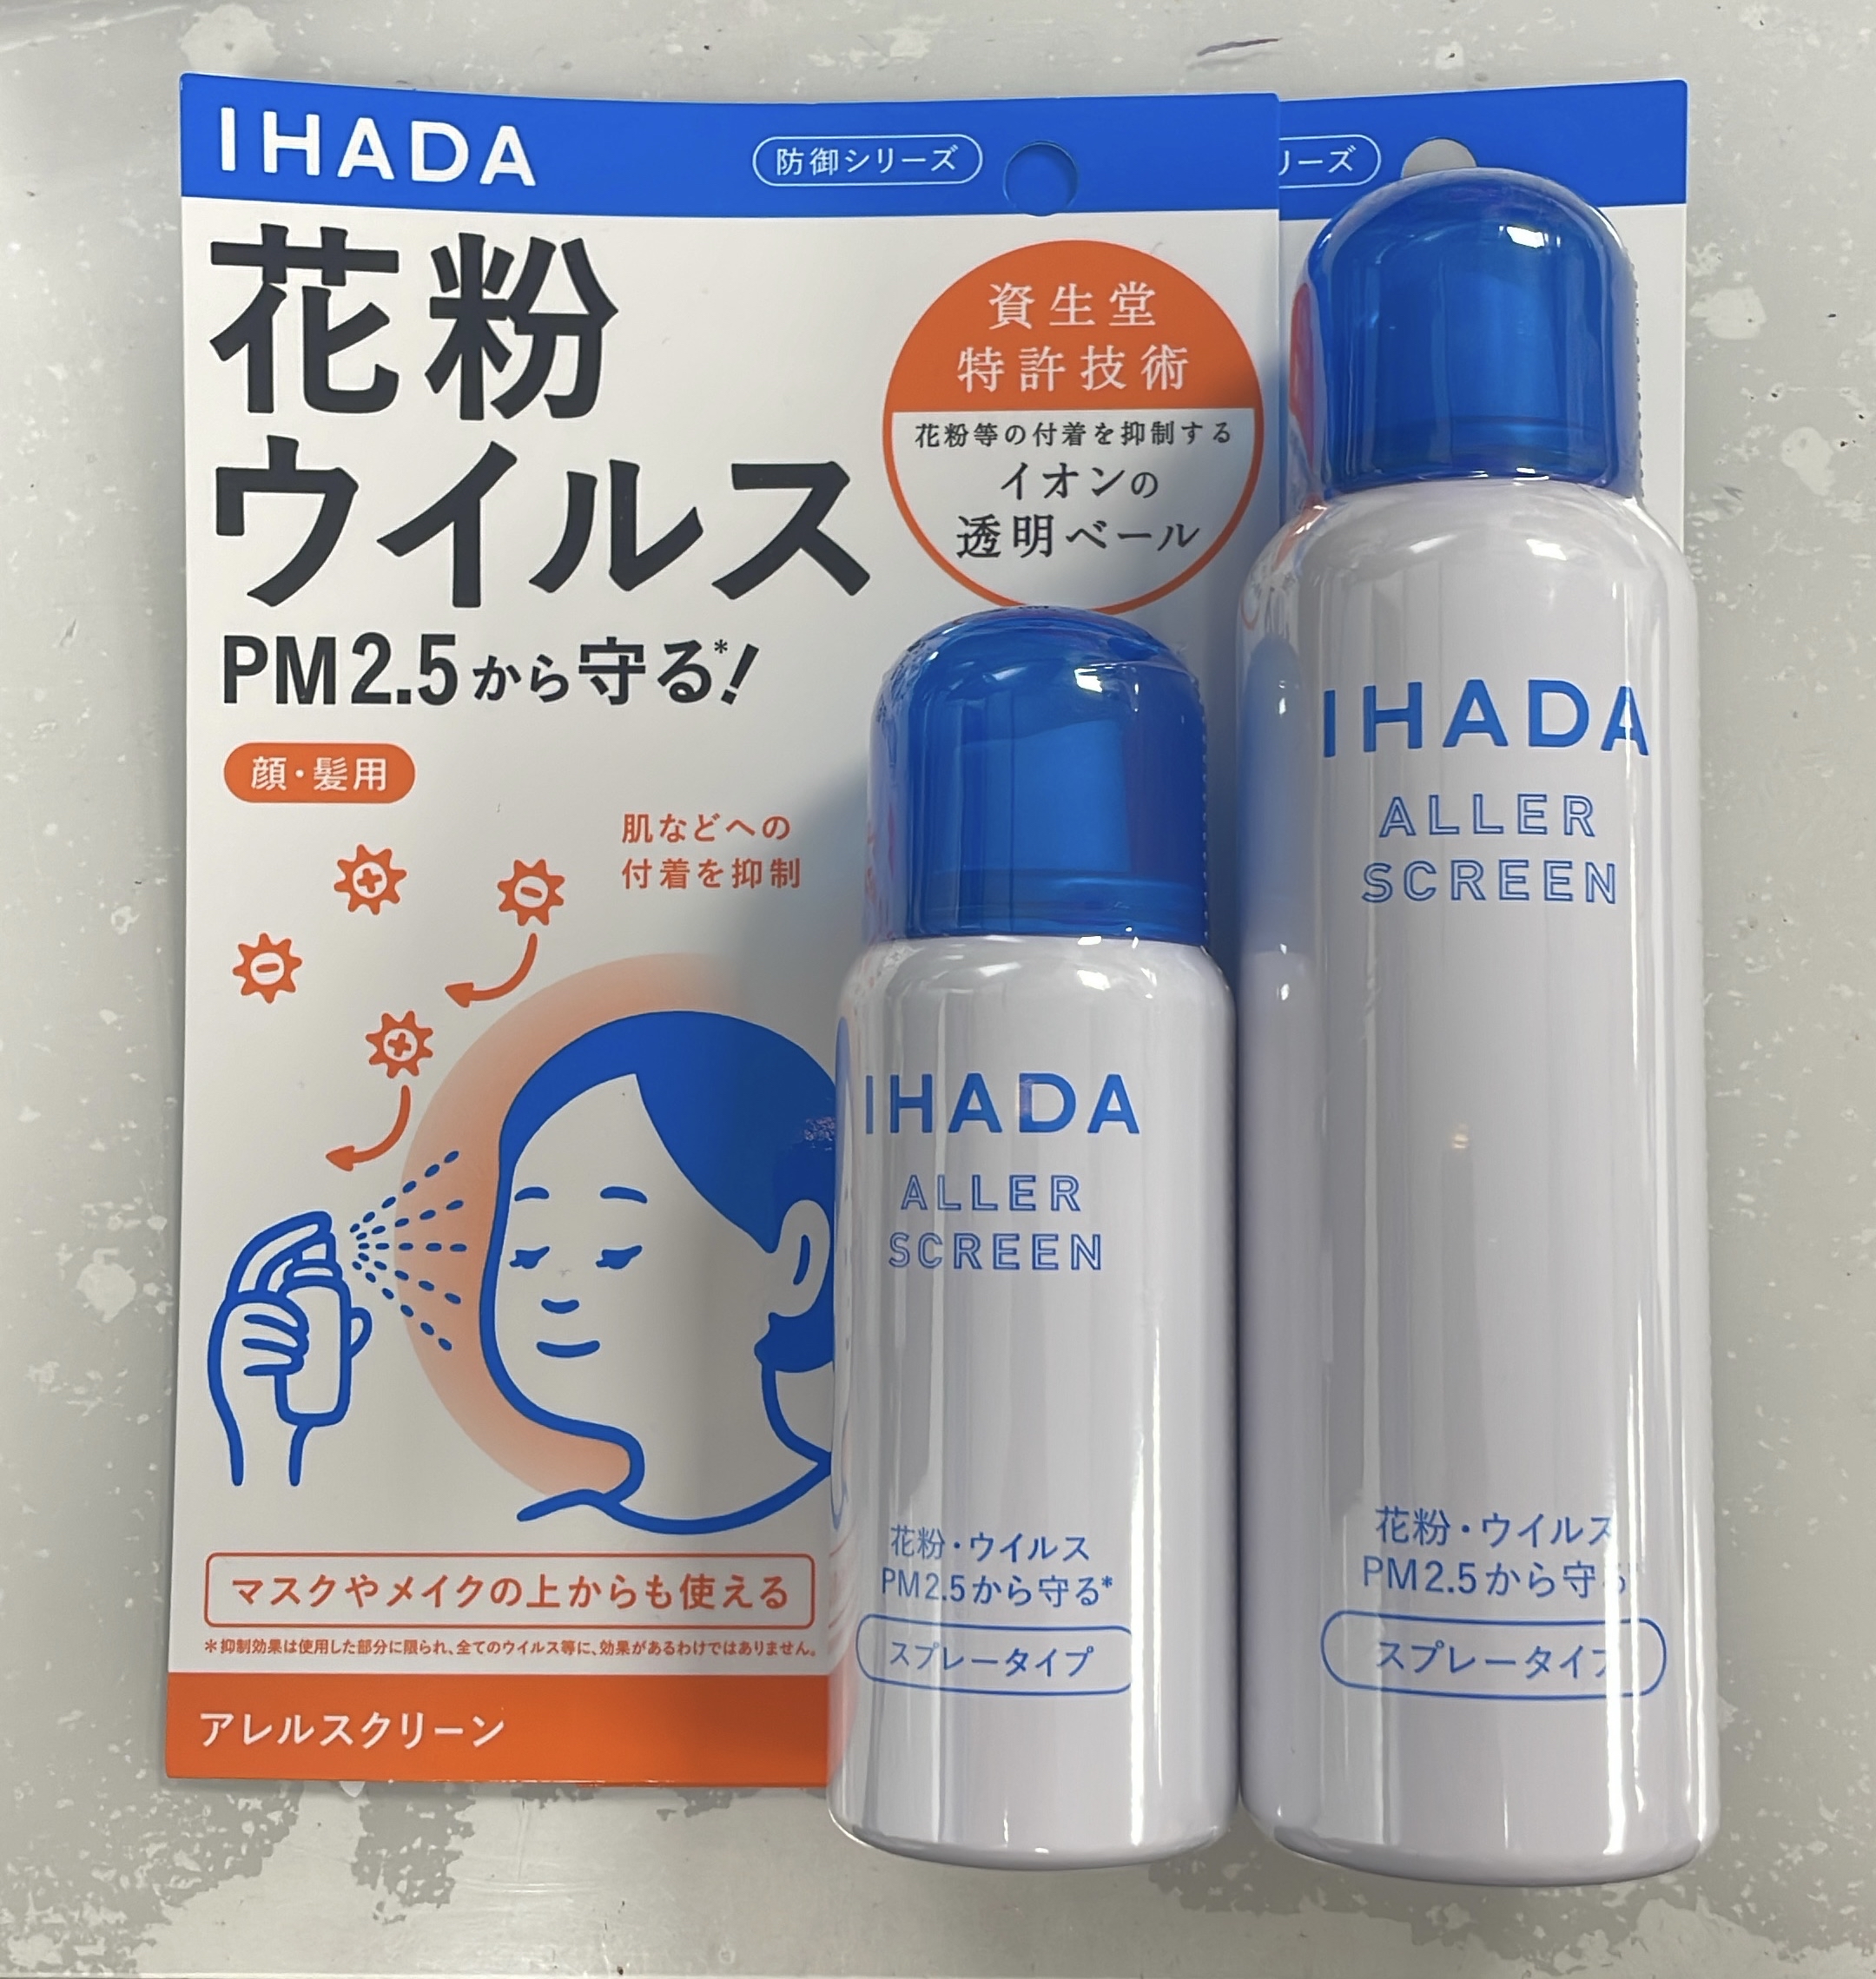 IHADA
防御シリーズ
花粉
ウイルス
PM2.5から守る*!
顔・髪用
資生堂
特許技術
花粉等の付着を抑制する
イオンの
透明ベール
肌などへの
付着を抑制
マスクやメイクの上からも使える
*抑制効果は使用した部分に限られ、全てのウイルス等に、効果があるわけではありません。
アレルスクリーン
IHADA
ALLER
SCREEN
花粉・ウイルス
PM2.5から守る*
スプレータイプ
リーズ
IHADA
ALLER
SCREEN
花粉・ウイルス
PM2.5から守る
スプレータイプ